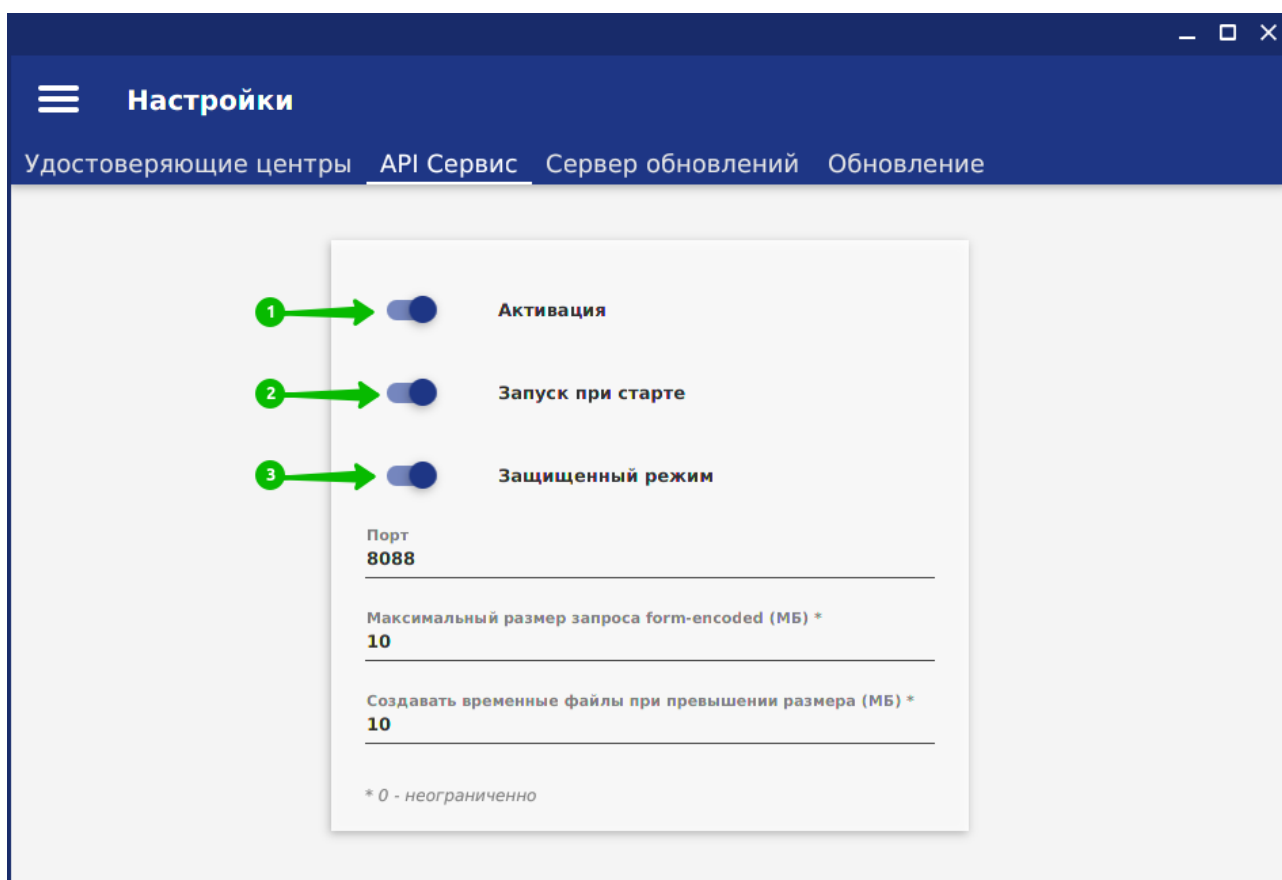 Настройки
Удостоверяющие центры API Сервис Сервер обновлений Обновление
1 Активация
2 Запуск при старте
3 Защищенный режим
Порт
8088
Максимальный размер запроса form-encoded (МБ) *
10
Создавать временные файлы при превышении размера (МБ) *
10
* 0 - неограниченно